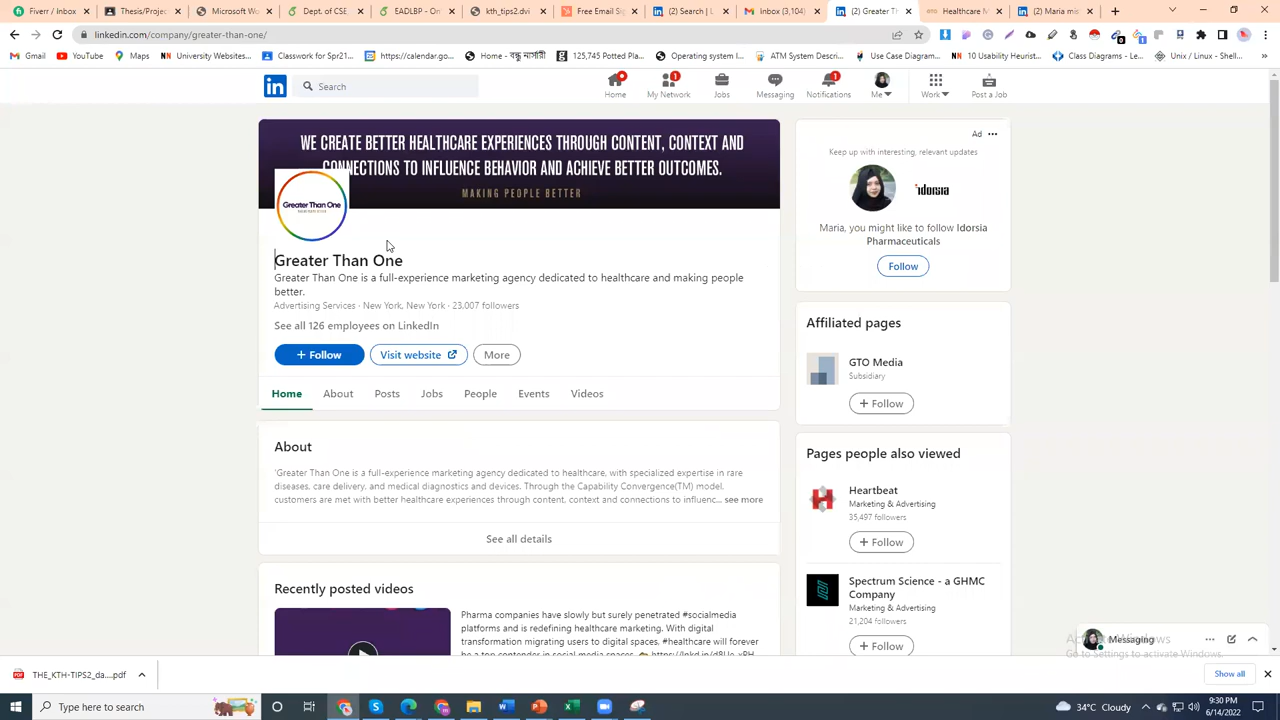 Fiverr / Inbox
Thesis/Project
Microsoft Wo
Dept. of CSE
EADLBP - On
kth_tips2.dvi
Free Email Sig
(2) Search | L
Inbox (3,104)
(2) Greater Th
Healthcare M
(2) Maria mis
linkedin.com/company/greater-than-one/
Gmail
YouTube
Maps
University Websites...
Classwork for Spr21...
https://calendar.go...
Home - বন্ধু নার্সারী
125,745 Potted Pla...
Operating system I...
ATM System Descri...
Use Case Diagram...
10 Usability Heurist...
Class Diagrams - Le...
Unix / Linux - Shell...
Search
Home
My Network
Jobs
Messaging
Notifications
Me
Work
Post a Job
WE CREATE BETTER HEALTHCARE EXPERIENCES THROUGH CONTENT, CONTEXT AND
CONNECTIONS TO INFLUENCE BEHAVIOR AND ACHIEVE BETTER OUTCOMES.
MAKING PEOPLE BETTER
Greater Than One
Greater Than One
Greater Than One is a full-experience marketing agency dedicated to healthcare and making people
better.
Advertising Services · New York, New York · 23,007 followers
See all 126 employees on LinkedIn
+ Follow
Visit website
More
Home
About
Posts
Jobs
People
Events
Videos
About
'Greater Than One is a full-experience marketing agency dedicated to healthcare, with specialized expertise in rare
diseases, care delivery, and medical diagnostics and devices. Through the Capability Convergence(TM) model,
customers are met with better healthcare experiences through content, context and connections to influenc... see more
See all details
Recently posted videos
Pharma companies have slowly but surely penetrated #socialmedia
platforms and is redefining healthcare marketing. With digital
transformation migrating users to digital spaces, #healthcare will forever
Ad
Keep up with interesting, relevant updates
idorsia
Maria, you might like to follow Idorsia
Pharmaceuticals
Follow
Affiliated pages
GTO Media
Subsidiary
+ Follow
Pages people also viewed
Heartbeat
Marketing & Advertising
35,497 followers
+ Follow
Spectrum Science - a GHMC
Company
Marketing & Advertising
21,204 followers
+ Follow
Messaging
Activate Windows
Go to Settings to activate Windows.
THE_KTH-TIPS2_da....pdf
Show all
Type here to search
34°C Cloudy
9:30 PM
6/14/2022